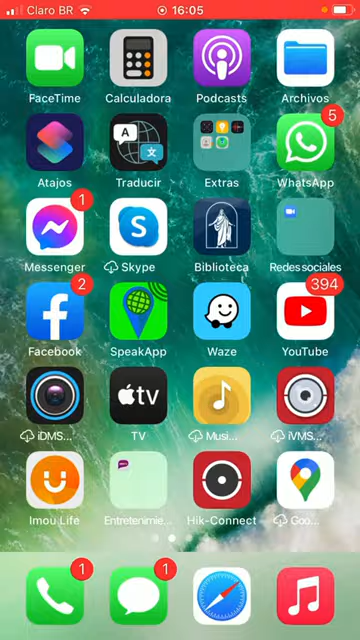 Claro BR 16:05
FaceTime Calculadora Podcasts Archivos
A 5
Atajos Traducir Extras WhatsApp
1
Messenger Skype Biblioteca Redes sociales
2 394
Facebook SpeakApp Waze YouTube
tv
iDMS... TV Musi... iVMS...
Imou Life Entretenimie... Hik-Connect Goo...
1 1